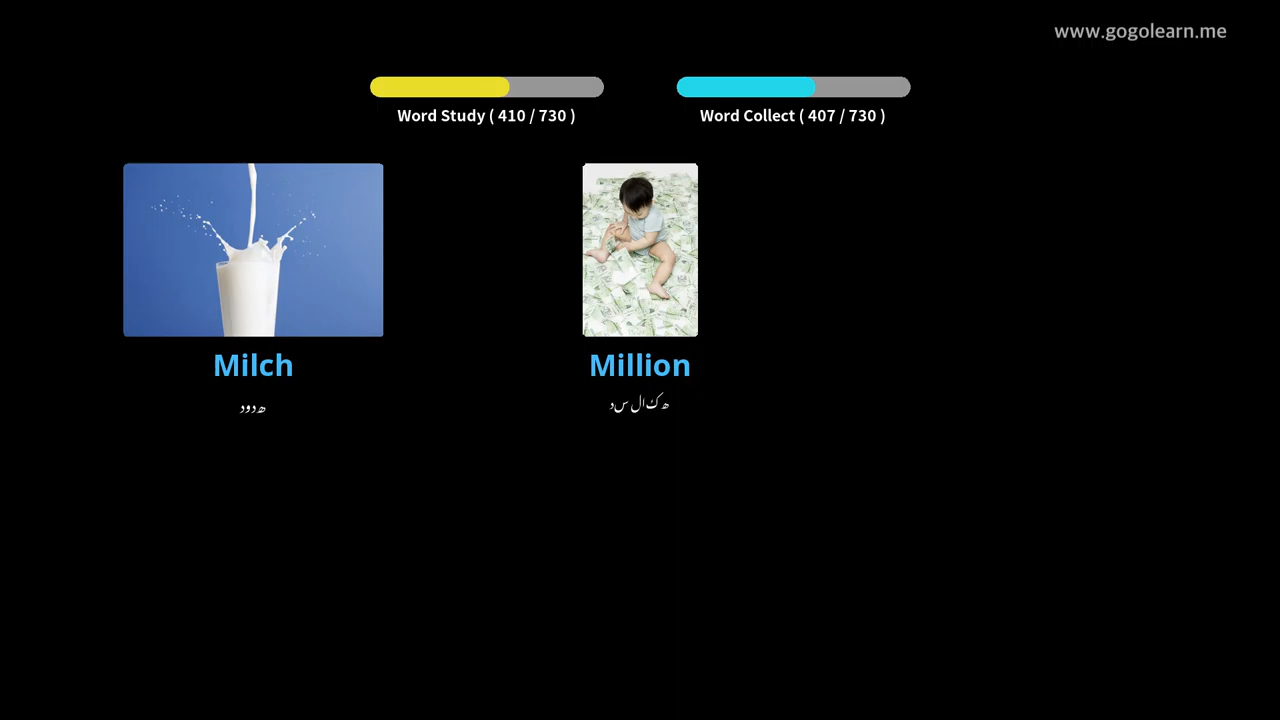 www.gogolearn.me
Word Study ( 410 / 730 )
Word Collect ( 407 / 730 )
Milch
ھدود
Million
ھکال سد